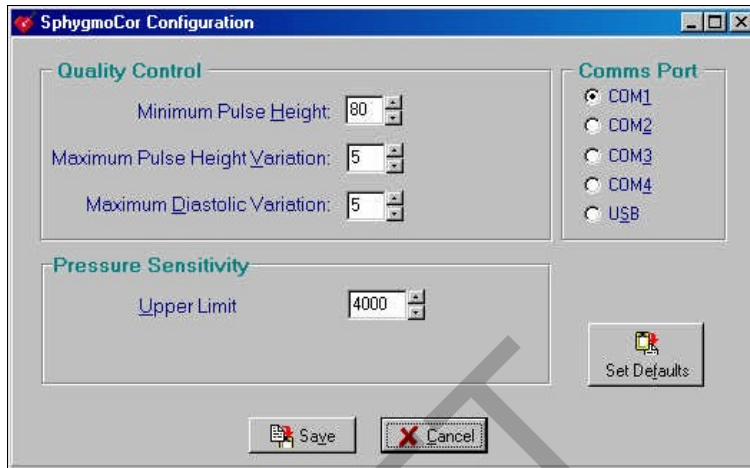 SphygmoCor Configuration
Quality Control
Minimum Pulse Height: 80
Maximum Pulse Height Variation: 5
Maximum Diastolic Variation: 5
Comms Port
COM1
COM2
COM3
COM4
USB
Pressure Sensitivity
Upper Limit 4000
Set Defaults
Save
Cancel